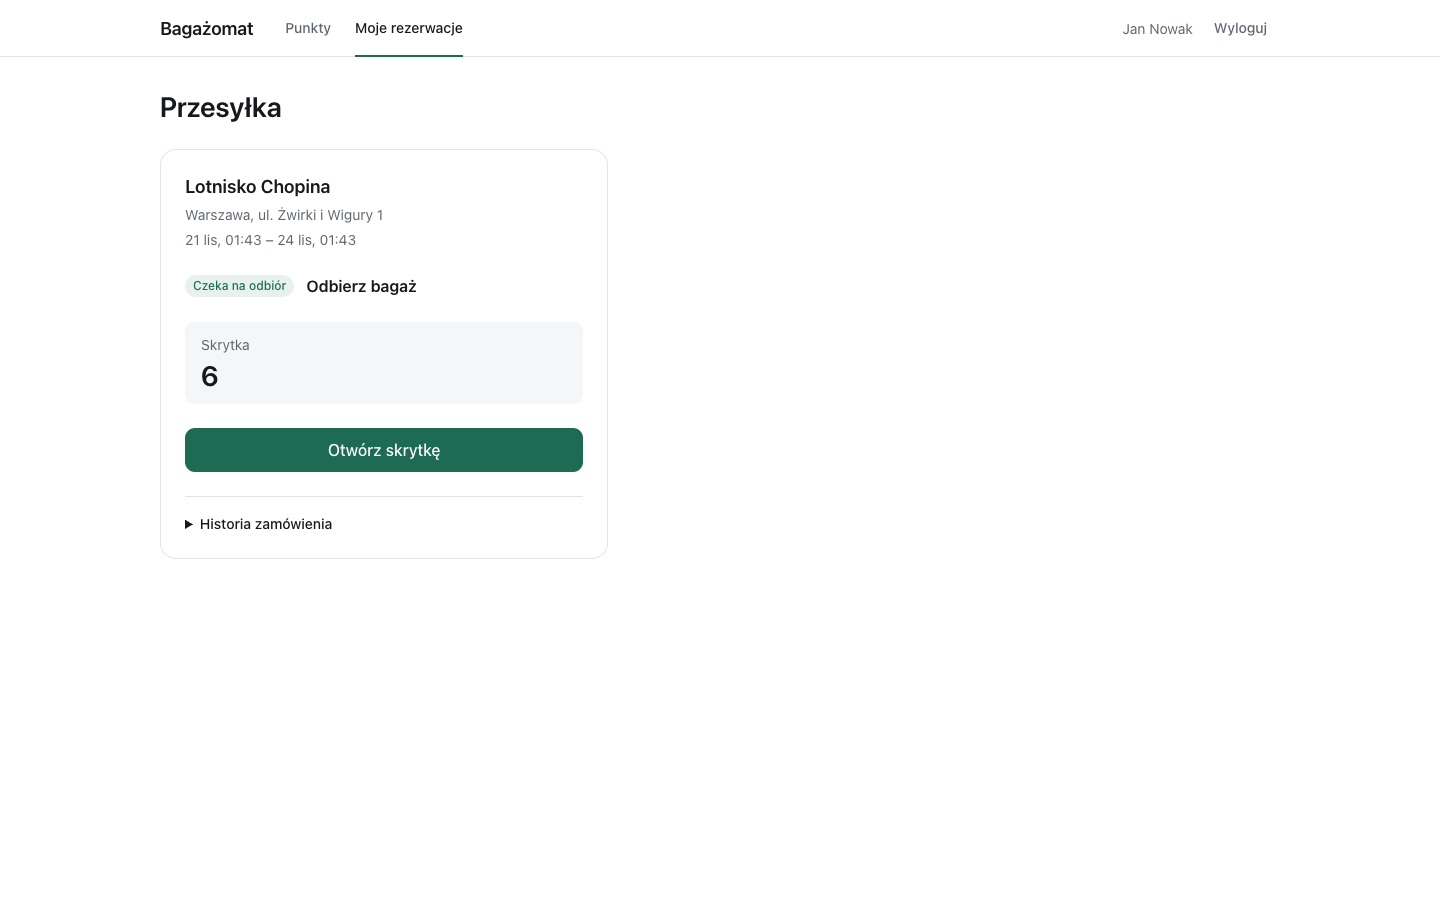 Bagażomat
Punkty
Moje rezerwacje
Jan Nowak
Wyloguj
Przesyłka
Lotnisko Chopina
Warszawa, ul. Żwirki i Wigury 1
21 lis, 01:43 – 24 lis, 01:43
Czeka na odbiór
Odbierz bagaż
Skrytka
6
Otwórz skrytkę
Historia zamówienia